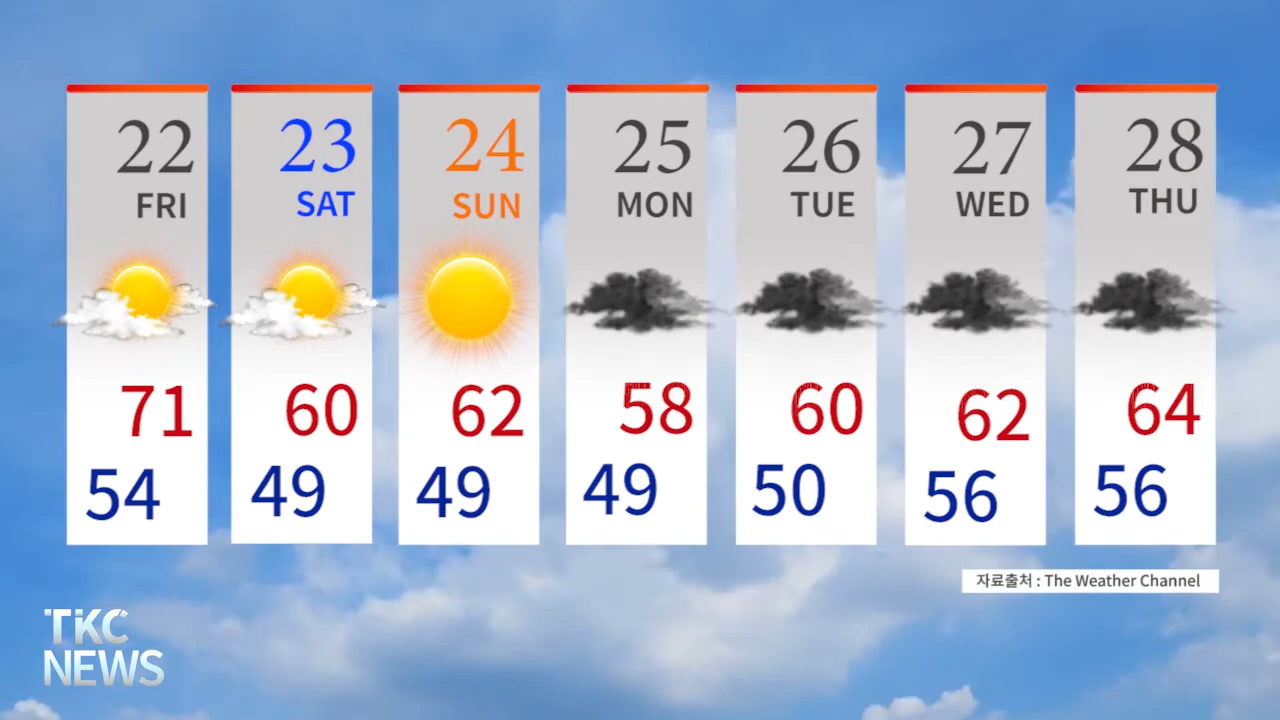 22
FRI
71
54
23
SAT
60
49
24
SUN
62
49
25
MON
58
49
26
TUE
60
50
27
WED
62
56
28
THU
64
56
자료출처 : The Weather Channel
TKC
NEWS